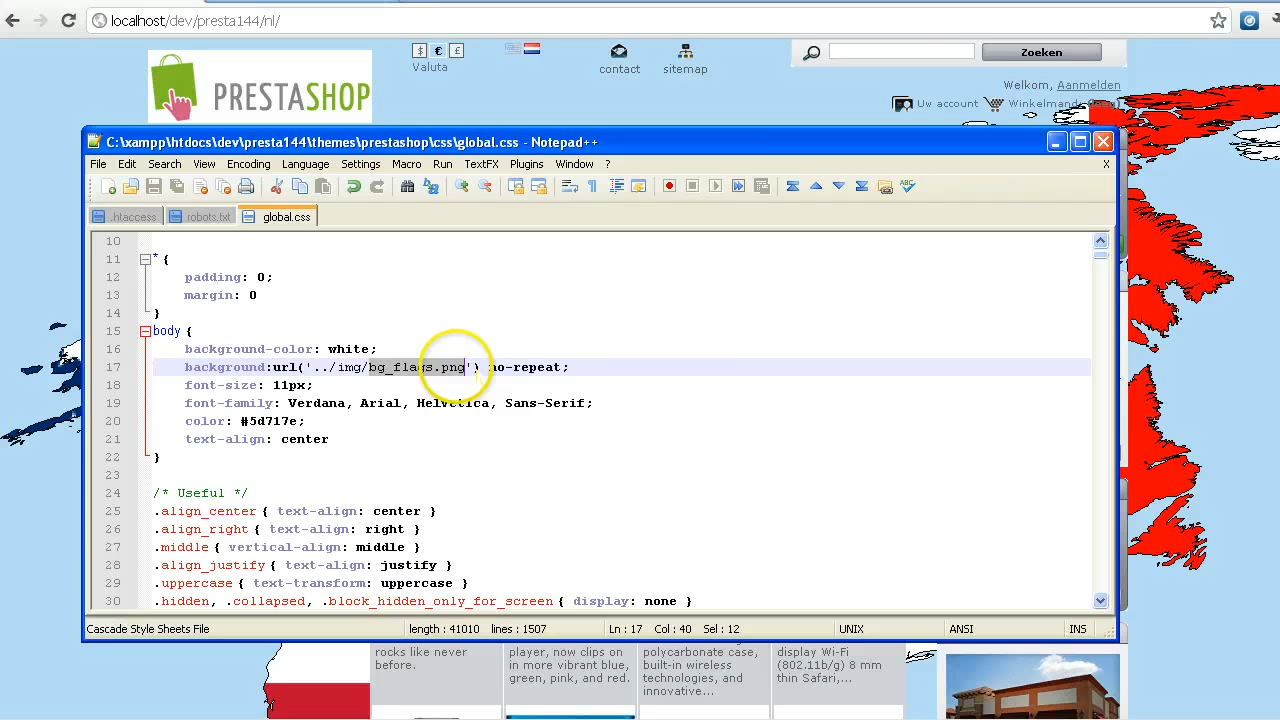 localhost/dev/presta144/nl/
PRESTASHOP
$ € £
Valuta
contact
sitemap
Zoeken
Welkom, Aanmelden
Uw account
Winkelmand:
C:\xampp\htdocs\dev\presta144\themes\prestashop\css\global.css - Notepad++
File Edit Search View Encoding Language Settings Macro Run TextFX Plugins Window ? X
.htaccess robots.txt global.css
10
11 * {
12 padding: 0;
13 margin: 0
14 }
15 body {
16 background-color: white;
17 background:url('../img/bg_flags.png') no-repeat;
18 font-size: 11px;
19 font-family: Verdana, Arial, Helvetica, Sans-Serif;
20 color: #5d717e;
21 text-align: center
22 }
23
24 /* Useful */
25 .align_center { text-align: center }
26 .align_right { text-align: right }
27 .middle { vertical-align: middle }
28 .align_justify { text-align: justify }
29 .uppercase { text-transform: uppercase }
30 .hidden, .collapsed, .block_hidden_only_for_screen { display: none }
Cascade Style Sheets File length : 41010 lines : 1507 Ln : 17 Col : 40 Sel : 12 UNIX ANSI INS
rocks like never
before.
player, now clips on
in more vibrant blue,
green, pink, and red.
polycarbonate case,
built-in wireless
technologies, and
innovative...
display Wi-Fi
(802.11b/g) 8 mm
thin Safari,...